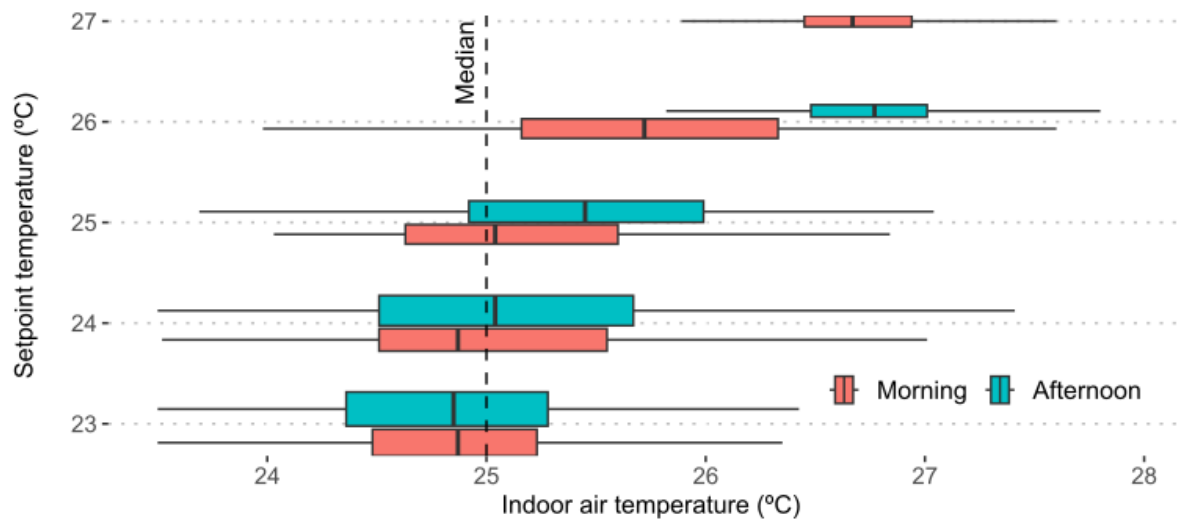 Setpoint temperature (ºC)
27
26
25
24
23
Median
Morning
Afternoon
24 25 26 27 28
Indoor air temperature (ºC)